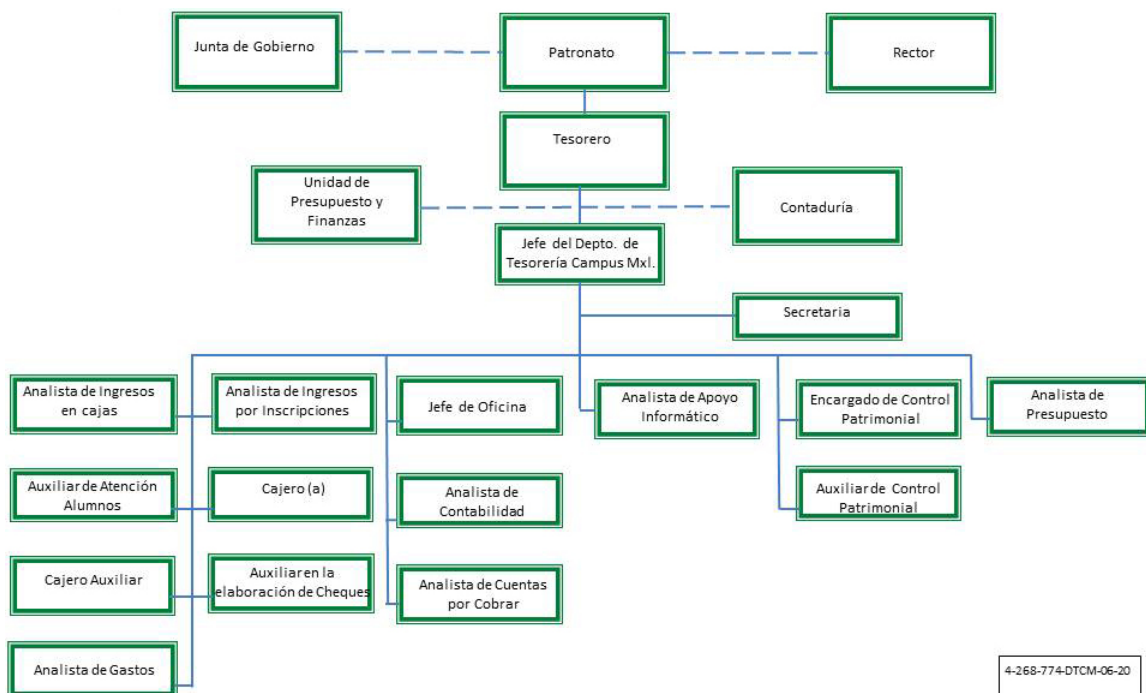 Junta de Gobierno
Patronato
Rector
Tesorero
Unidad de
Presupuesto y
Finanzas
Contaduría
Jefe del Depto. de
Tesorería Campus Mxl.
Secretaria
Analista de Ingresos
en cajas
Analista de Ingresos
por Inscripciones
Jefe de Oficina
Analista de Apoyo
Informático
Encargado de Control
Patrimonial
Analista de
Presupuesto
Auxiliar de Atención
Alumnos
Cajero (a)
Analista de
Contabilidad
Auxiliar de Control
Patrimonial
Cajero Auxiliar
Auxiliar en la
elaboración de Cheques
Analista de Cuentas
por Cobrar
Analista de Gastos
4-268-774-DTCM-06-20